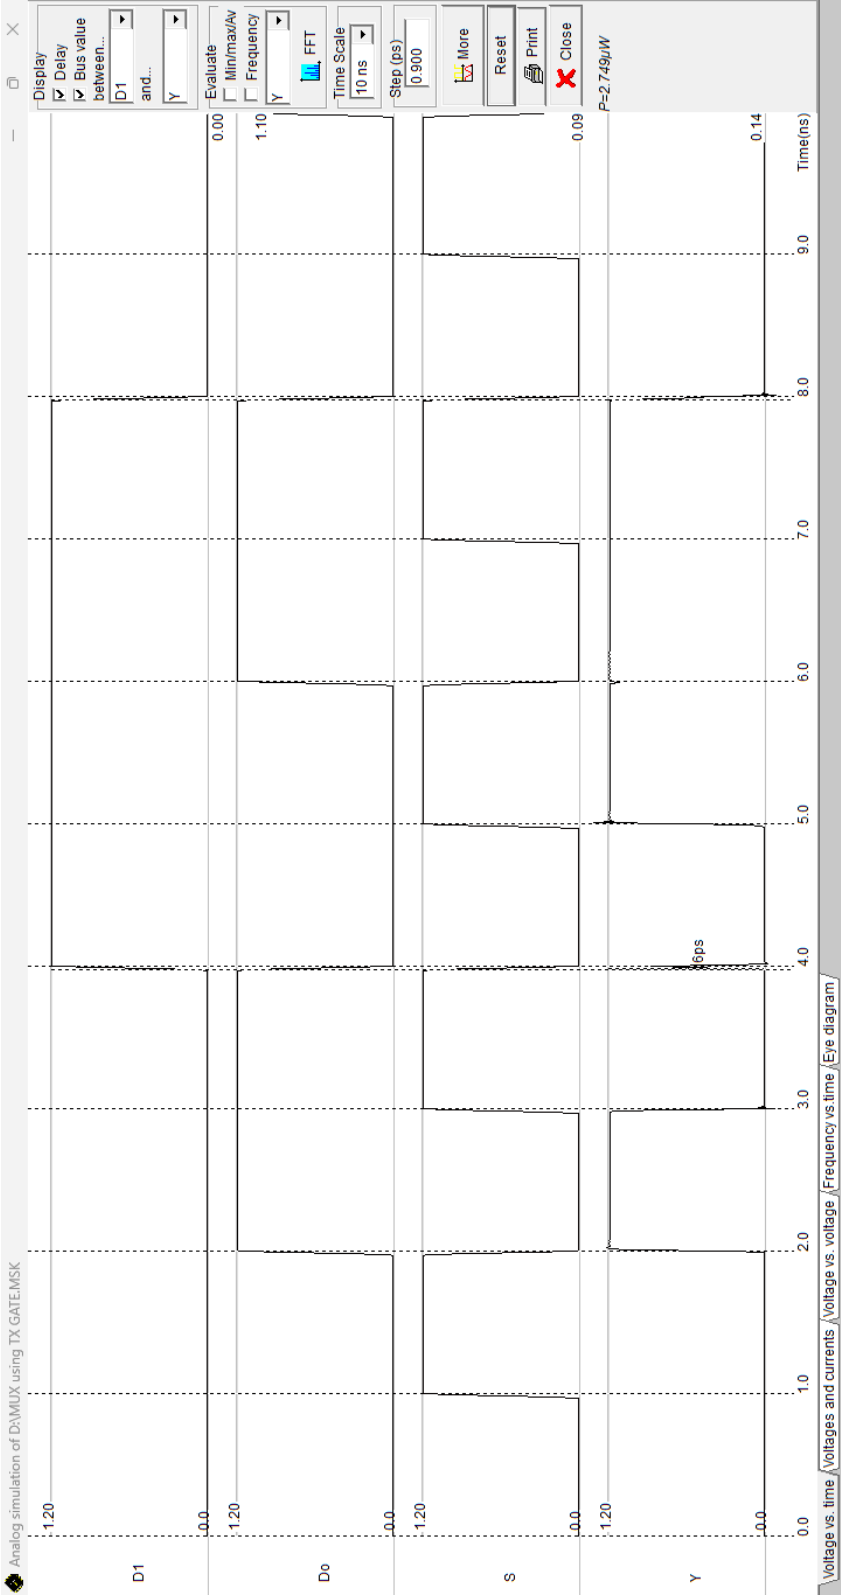 Analog simulation of D:\MUX using TX GATE.MSK
D1
1.20
0.0
0.00
Do
1.20
0.0
1.10
S
1.20
0.0
0.09
Y
1.20
0.0
6ps
0.14
0.0
1.0
2.0
3.0
4.0
5.0
6.0
7.0
8.0
9.0
Time(ns)
Display
Delay
Bus value
between...
D1
and...
Y
Evaluate
Min/max/Av
Frequency
Y
FFT
Time Scale
10 ns
Step (ps)
0.900
More
Reset
Print
Close
P=2.749µW
Voltage vs. time
Voltages and currents
Voltage vs. voltage
Frequency vs.time
Eye diagram